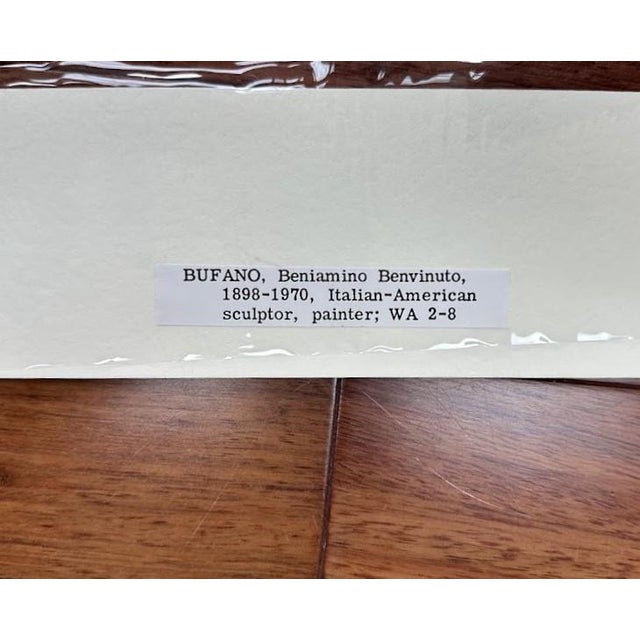 BUFANO, Beniamino Benvinuto,
1898-1970, Italian-American
sculptor, painter; WA 2-8